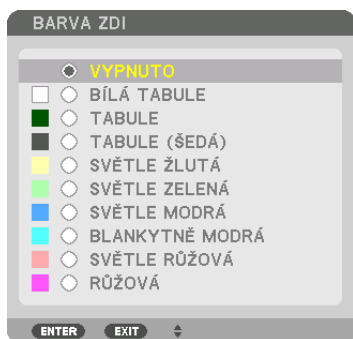 BARVA ZDI
VYPNUTO
BÍLÁ TABULE
TABULE
TABULE (ŠEDÁ)
SVĚTLE ŽLUTÁ
SVĚTLE ZELENÁ
SVĚTLE MODRÁ
BLANKYTNĚ MODRÁ
SVĚTLE RŮŽOVÁ
RŮŽOVÁ
ENTER EXIT